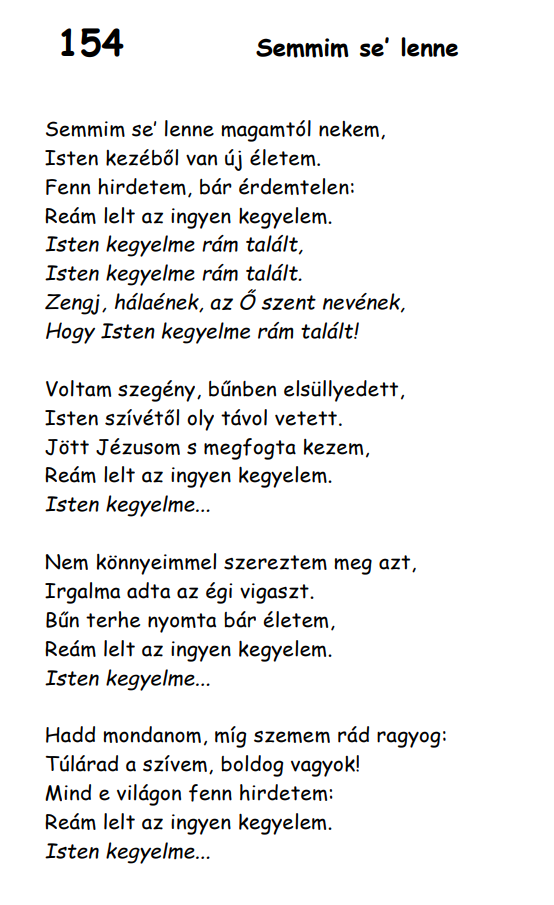 154 Semmim se' lenne
Semmim se' lenne magamtól nekem,
Isten kezéből van új életem.
Fenn hirdetem, bár érdemtelen:
Reám lelt az ingyen kegyelem.
Isten kegyelme rám talált,
Isten kegyelme rám talált.
Zengj, hálaének, az Ő szent nevének,
Hogy Isten kegyelme rám talált!
Voltam szegény, bűnben elsüllyedett,
Isten szívétől oly távol vetett.
Jött Jézusom s megfogta kezem,
Reám lelt az ingyen kegyelem.
Isten kegyelme...
Nem könnyeimmel szereztem meg azt,
Irgalma adta az égi vigaszt.
Bűn terhe nyomta bár életem,
Reám lelt az ingyen kegyelem.
Isten kegyelme...
Hadd mondanom, míg szemem rád ragyog:
Túlárad a szívem, boldog vagyok!
Mind e világon fenn hirdetem:
Reám lelt az ingyen kegyelem.
Isten kegyelme...